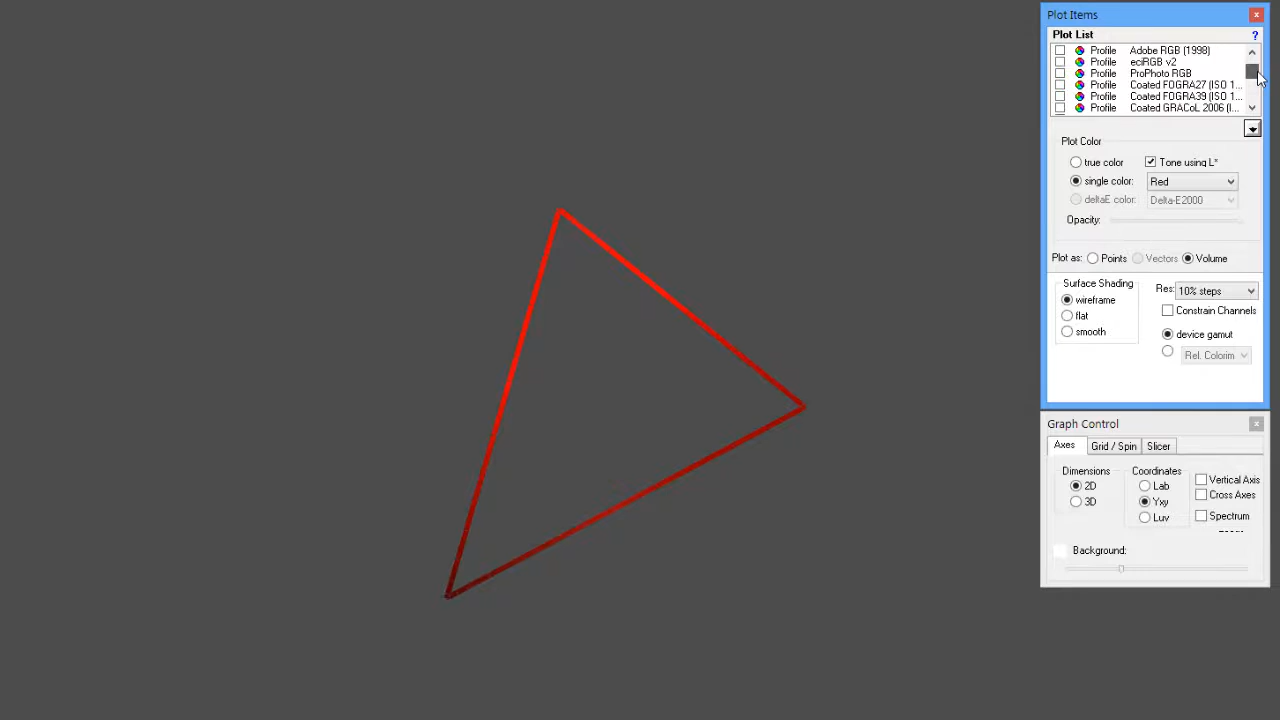 Plot Items
Plot List ?
Profile Adobe RGB (1998)
Profile eciRGB v2
Profile ProPhoto RGB
Profile Coated FOGRA27 (ISO 1...
Profile Coated FOGRA39 (ISO 1...
Profile Coated GRACoL 2006 (I...
Plot Color
true color Tone using L*
single color: Red
deltaE color: Delta-E2000
Opacity:
Plot as: Points Vectors Volume
Surface Shading Res: 10% steps
wireframe Constrain Channels
flat
smooth device gamut
Rel. Colorim
Graph Control
Axes Grid / Spin Slicer
Dimensions Coordinates
2D Lab Vertical Axis
3D Yxy Cross Axes
Luv Spectrum
Background: